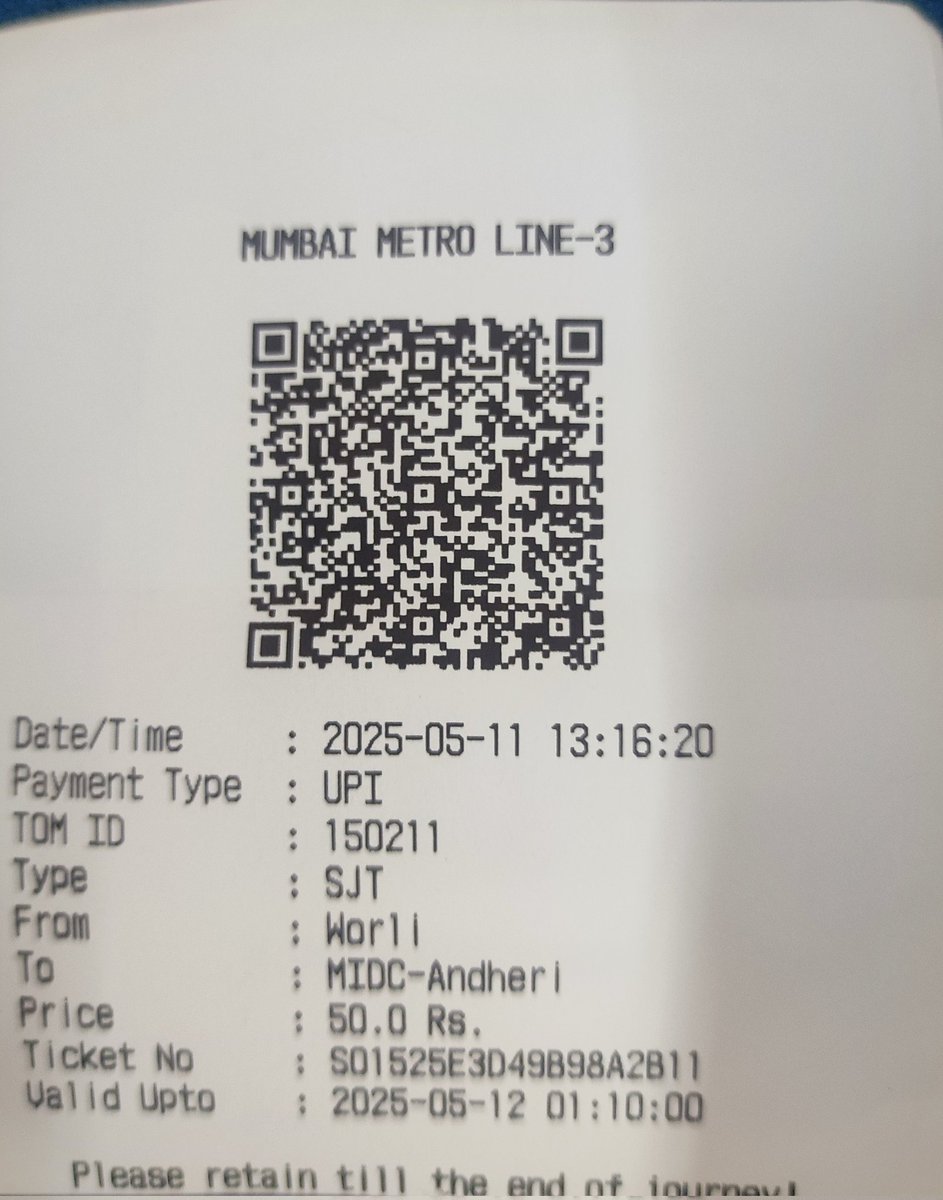 MUMBAI METRO LINE-3
Date/Time : 2025-05-11 13:16:20
Payment Type : UPI
TOM ID : 150211
Type : SJT
From : Worli
To : MIDC-Andheri
Price : 50.0 Rs.
Ticket No : S01525E3D49B98A2B11
Valid Upto : 2025-05-12 01:10:00
Please retain till the end of journey!